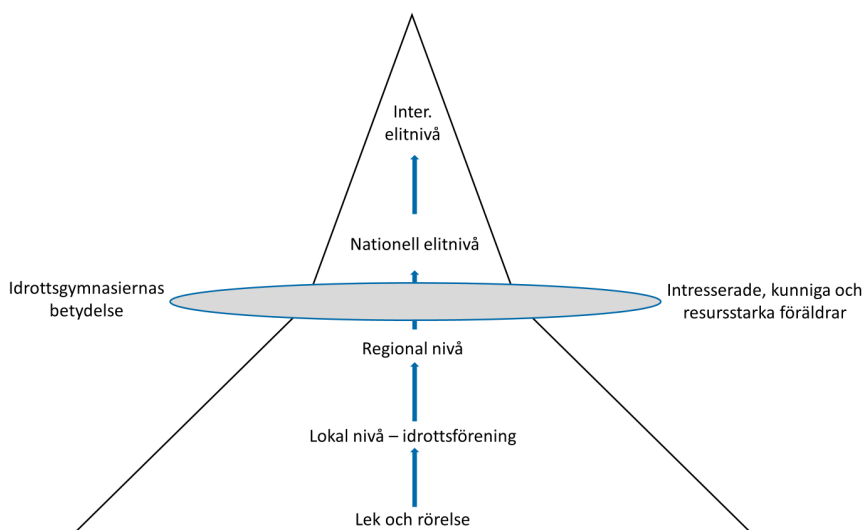 Inter.
elitnivå
Nationell elitnivå
Idrottsgymnasiernas
betydelse
Intresserade, kunniga och
resursstarka föräldrar
Regional nivå
Lokal nivå – idrottsförening
Lek och rörelse